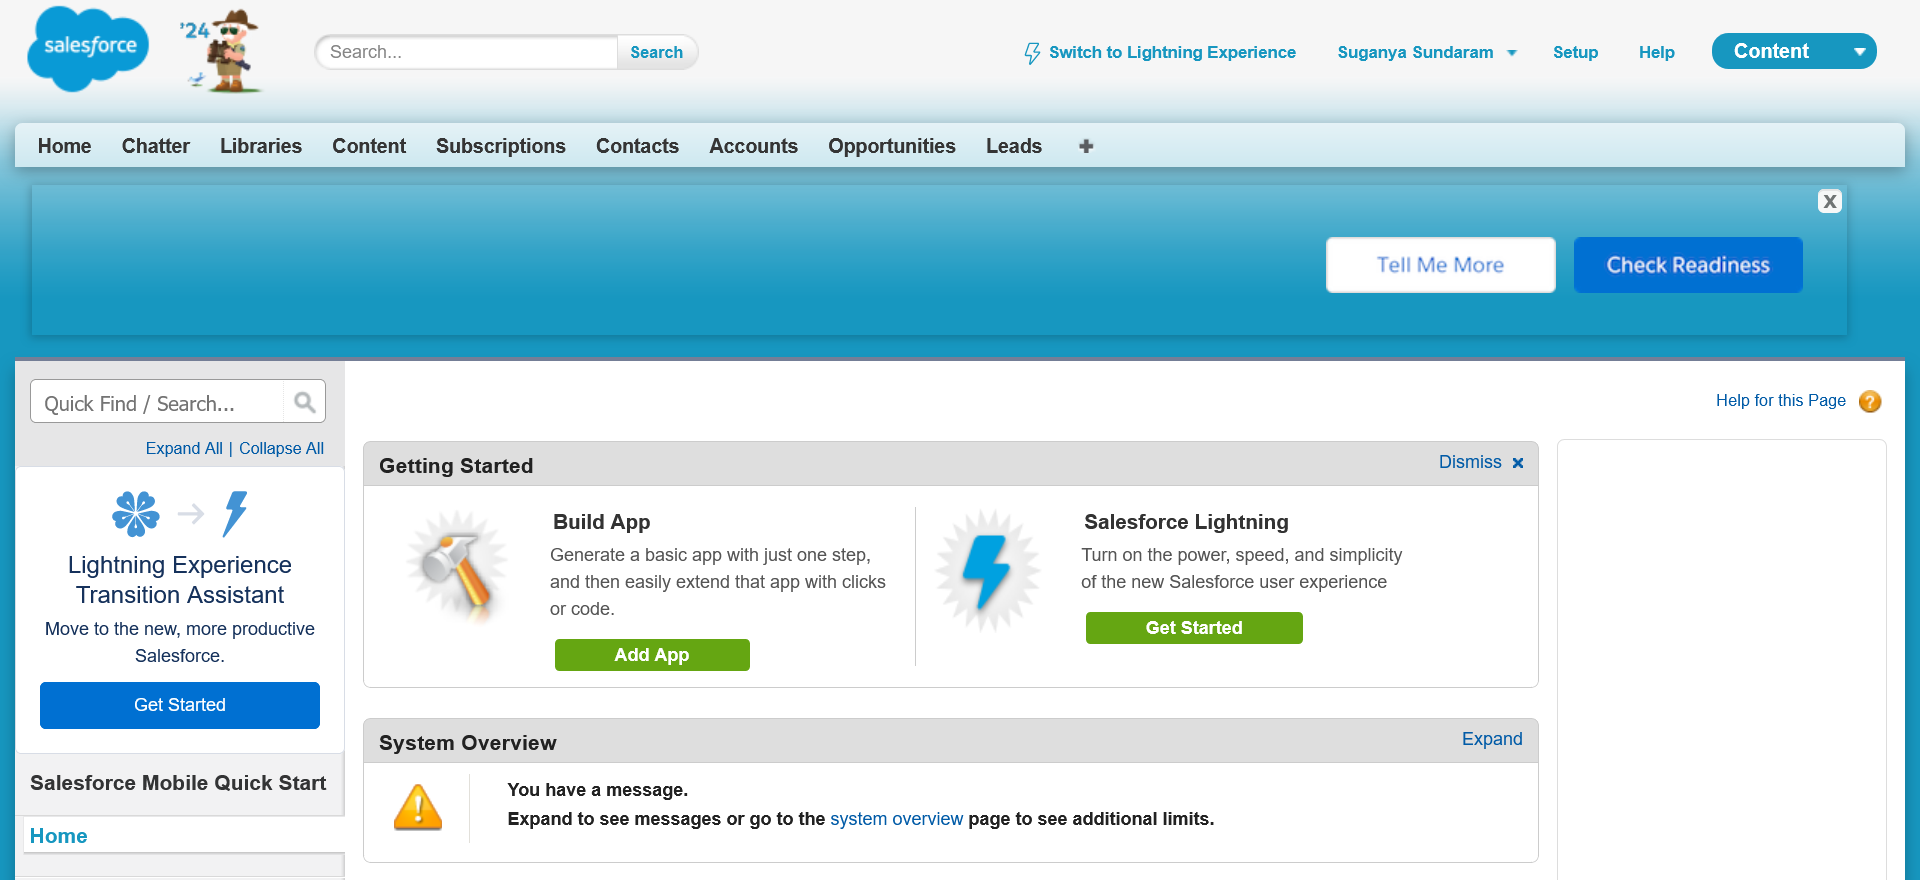 salesforce
'24
Search...
Search
Switch to Lightning Experience
Suganya Sundaram
Setup
Help
Content
Home
Chatter
Libraries
Content
Subscriptions
Contacts
Accounts
Opportunities
Leads
X
Tell Me More
Check Readiness
Quick Find / Search...
Expand All | Collapse All
Lightning Experience
Transition Assistant
Move to the new, more productive
Salesforce.
Get Started
Salesforce Mobile Quick Start
Home
Help for this Page
?
Getting Started
Dismiss
Build App
Generate a basic app with just one step,
and then easily extend that app with clicks
or code.
Add App
Salesforce Lightning
Turn on the power, speed, and simplicity
of the new Salesforce user experience
Get Started
System Overview
Expand
You have a message.
Expand to see messages or go to the system overview page to see additional limits.